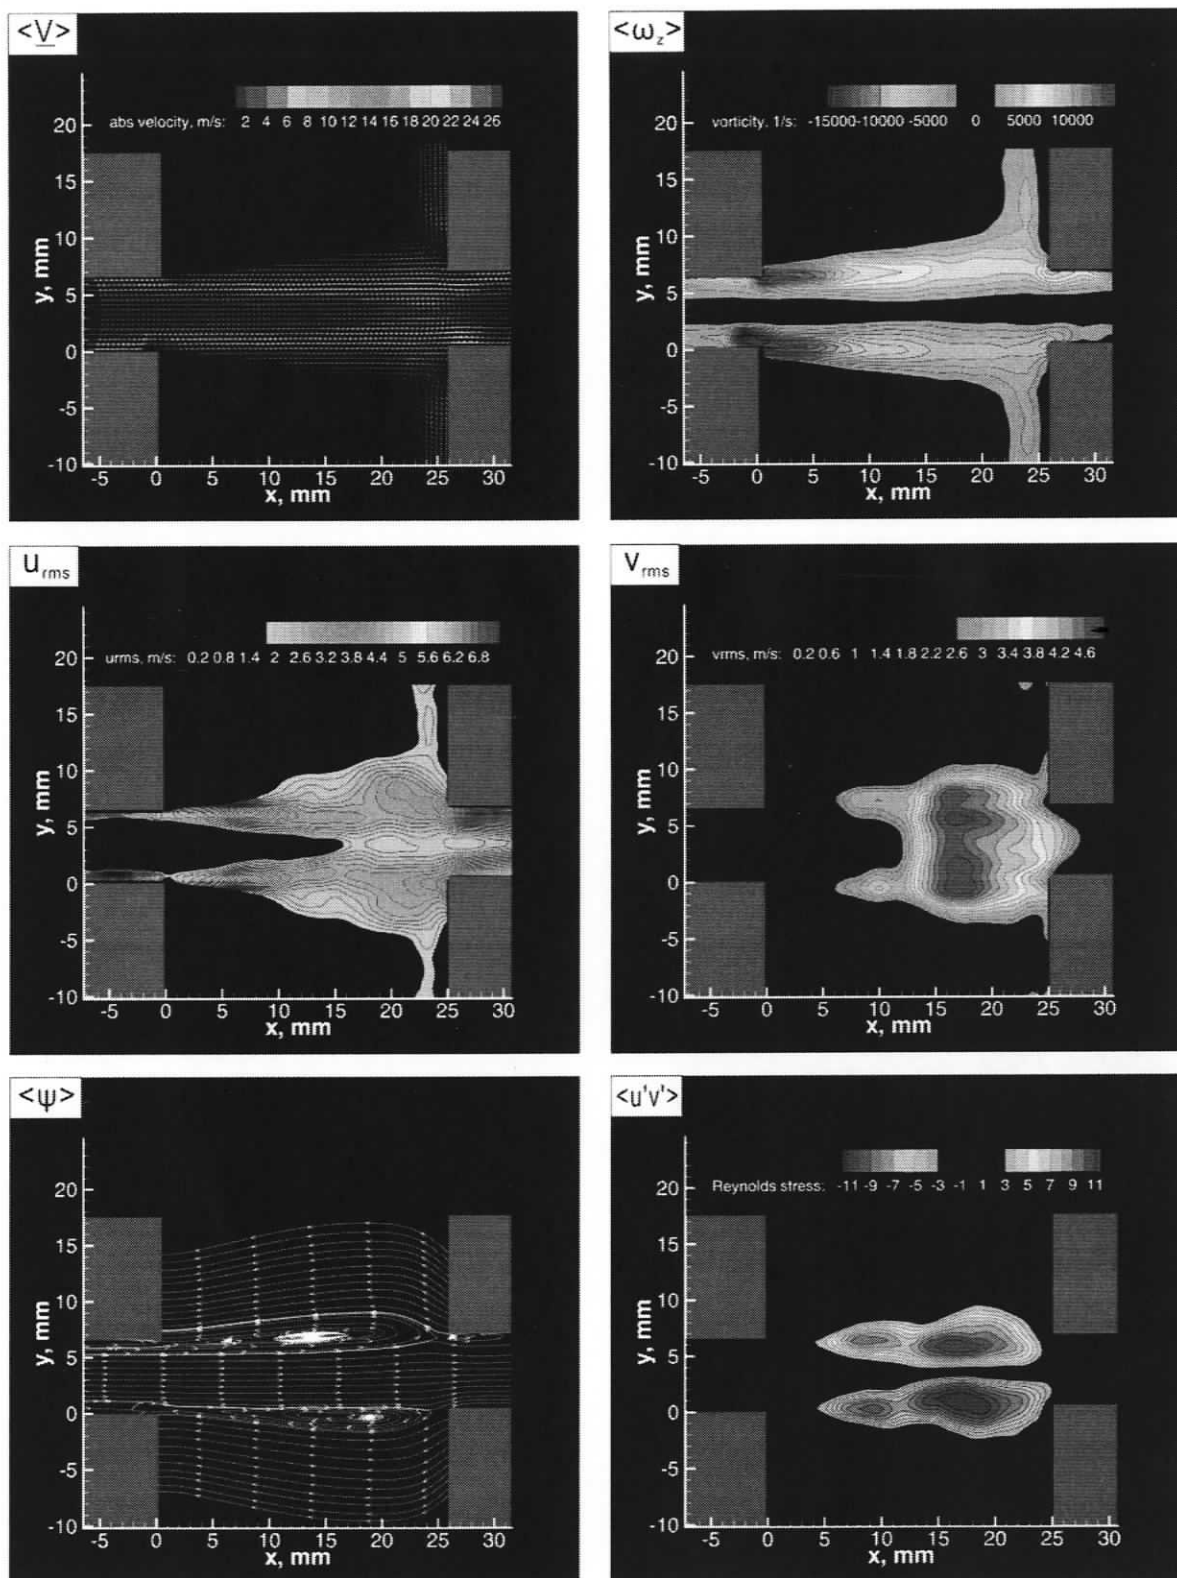 <V>
abs velocity, m/s: 2 4 6 8 10 12 14 16 18 20 22 24 26
y, mm
20
15
10
5
0
-5
-10
-5 0 5 10 15 20 25 30
x, mm
<ωz>
vorticity, 1/s: -15000-10000 -5000 0 5000 10000
y, mm
20
15
10
5
0
-5
-10
-5 0 5 10 15 20 25 30
x, mm
urms
urms, m/s: 0.2 0.8 1.4 2 2.6 3.2 3.8 4.4 5 5.6 6.2 6.8
y, mm
20
15
10
5
0
-5
-10
-5 0 5 10 15 20 25 30
x, mm
vrms
vrms, m/s: 0.2 0.6 1 1.4 1.8 2.2 2.6 3 3.4 3.8 4.2 4.6
y, mm
20
15
10
5
0
-5
-10
-5 0 5 10 15 20 25 30
x, mm
<ψ>
y, mm
20
15
10
5
0
-5
-10
-5 0 5 10 15 20 25 30
x, mm
<u'v'>
Reynolds stress: -11 -9 -7 -5 -3 -1 1 3 5 7 9 11
y, mm
20
15
10
5
0
-5
-10
-5 0 5 10 15 20 25 30
x, mm